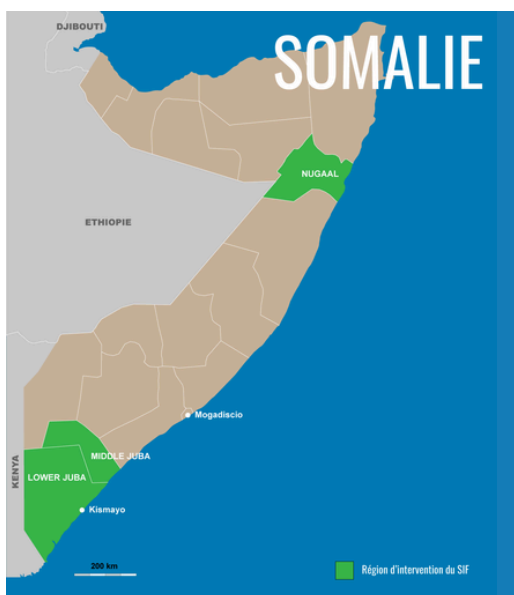 DJIBOUTI
SOMALIE
NUGAAL
ETHIOPIE
Mogadiscio
MIDDLE JUBA
LOWER JUBA
KENYA
Kismayo
200 km
Région d'intervention du SIF